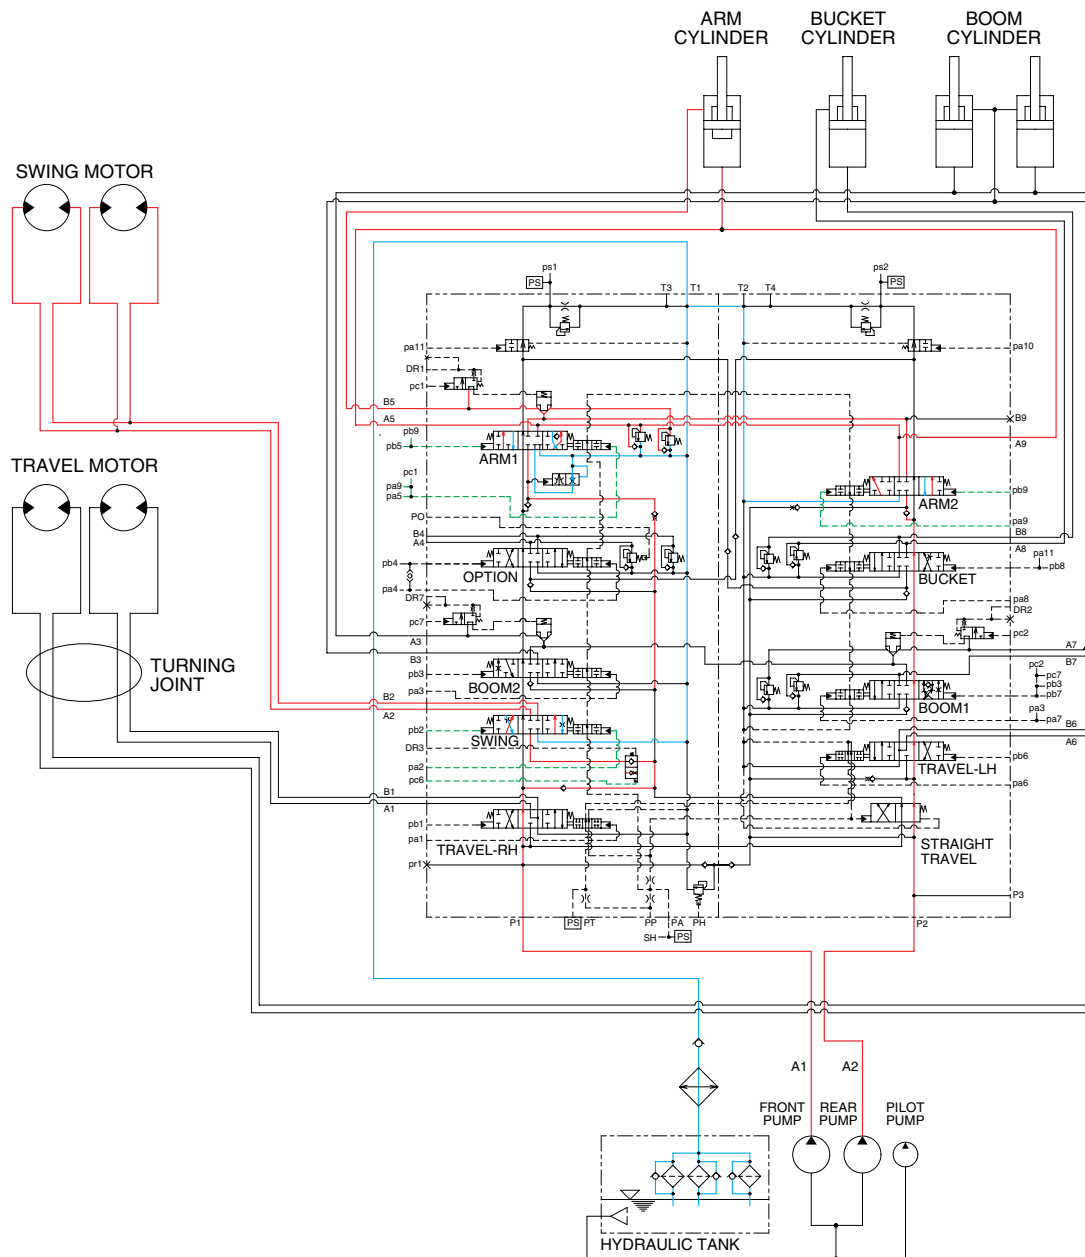 ARM
CYLINDER
BUCKET
CYLINDER
BOOM
CYLINDER
SWING MOTOR
TRAVEL MOTOR
TURNING
JOINT
ps1
PS
T3
T1
T2
T4
ps2
PS
pa11
DR1
pc1
B5
A5
pb9
pb5
ARM1
pc1
pa9
pa5
PO
B4
A4
pb4
OPTION
pa4
DR7
pc7
A3
B3
pb3
BOOM2
pa3
B2
A2
pb2
SWING
DR3
pa2
pc6
B1
A1
pb1
TRAVEL-RH
pa1
pr1
pa10
B9
A9
pb9
ARM2
pa9
B8
A8
pa11
pb8
BUCKET
pa8
DR2
pc2
A7
B7
pc2
pc7
pb3
pb7
BOOM1
pa3
pa7
B6
A6
pb6
TRAVEL-LH
pa6
STRAIGHT
TRAVEL
P3
P1
PS
PT
PP
PA
PH
P2
SH
PS
A1
A2
FRONT
PUMP
REAR
PUMP
PILOT
PUMP
HYDRAULIC TANK